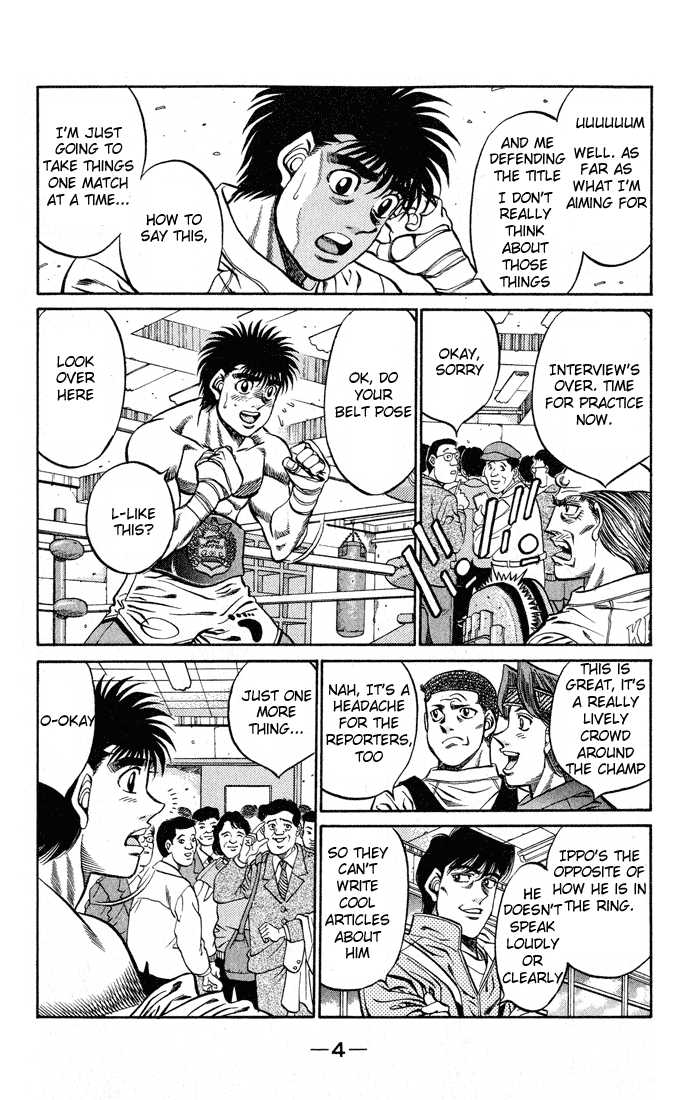 UUUUUUM
WELL. AS
FAR AS
WHAT I'M
AIMING FOR
AND ME
DEFENDING
THE TITLE
I DON'T
REALLY
THINK
ABOUT
THOSE
THINGS
HOW TO
SAY THIS,
I'M JUST
GOING TO
TAKE THINGS
ONE MATCH
AT A TIME...
INTERVIEW'S
OVER. TIME
FOR PRACTICE
NOW.
OKAY,
SORRY
OK, DO
YOUR
BELT POSE
LOOK
OVER
HERE
L-LIKE
THIS?
THIS IS
GREAT, IT'S
A REALLY
LIVELY
CROWD
AROUND
THE CHAMP
NAH, IT'S A
HEADACHE
FOR THE
REPORTERS,
TOO
IPPO'S THE
OPPOSITE OF
HOW HE IS IN
THE RING.
HE
DOESN'T
SPEAK
LOUDLY
OR
CLEARLY
SO THEY
CAN'T
WRITE
COOL
ARTICLES
ABOUT
HIM
JUST ONE
MORE
THING...
O-OKAY
—4—